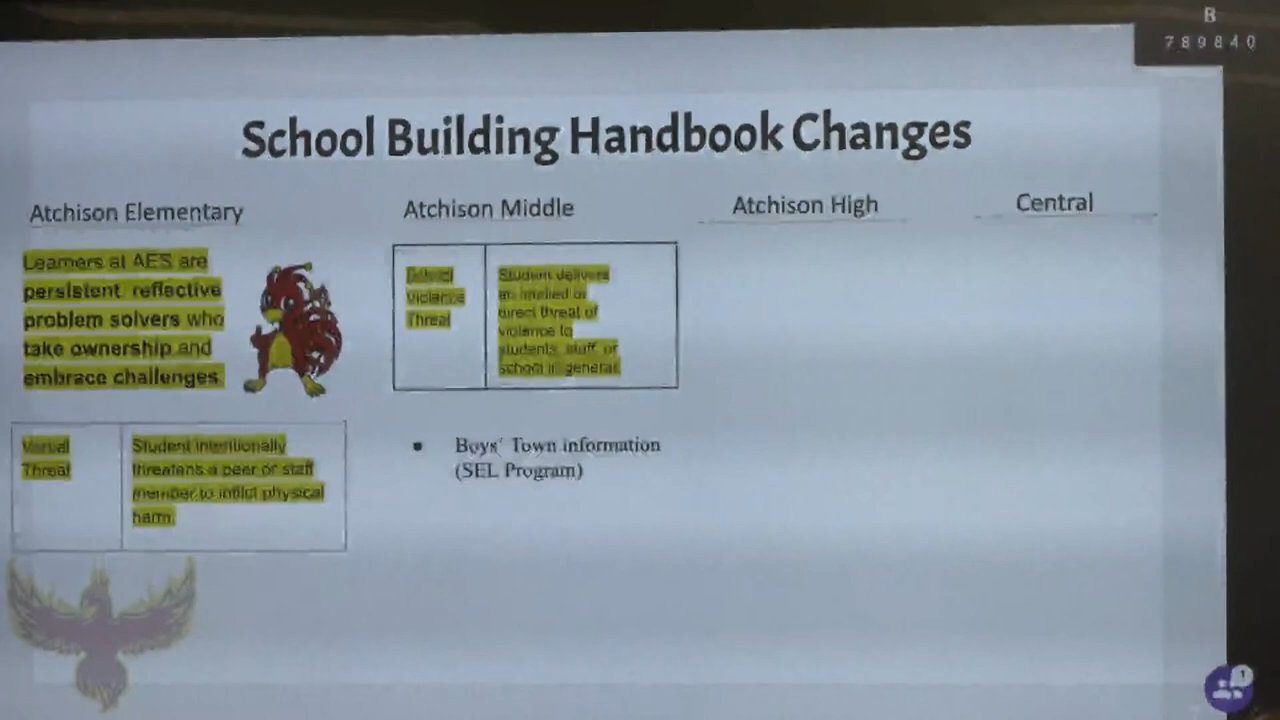 B
789840
School Building Handbook Changes
Atchison Elementary
Atchison Middle
Atchison High
Central
Learners at AES are
persistent, reflective
problem solvers who
take ownership and
embrace challenges.
School
Violence
Threat
Student delivers
an implied or
direct threat of
violence to
students, staff, or
school in general.
Verbal
Threat
Student intentionally
threatens a peer or staff
member to inflict physical
harm.
• Boys' Town information
(SEL Program)
1